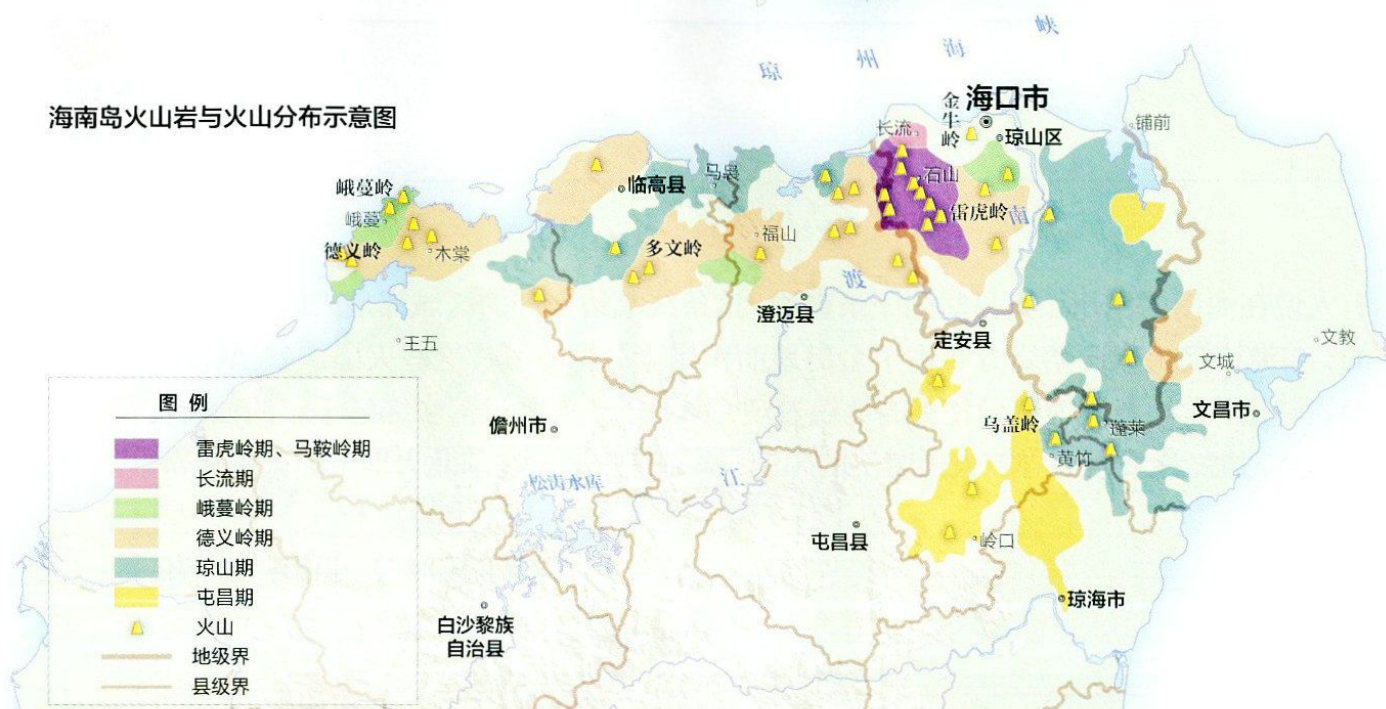 琼州海峡
海南岛火山岩与火山分布示意图
海口市
金牛岭
长流
琼山区
铺前
马袅
临高县
石山
峨蔓岭
峨蔓
雷虎岭
南
德义岭
木棠
多文岭
福山
渡
澄迈县
定安县
王五
文教
文城
文昌市
乌盖岭
蓬莱
黄竹
儋州市
松涛水库
江
屯昌县
岭口
琼海市
白沙黎族
自治县
图 例
雷虎岭期、马鞍岭期
长流期
峨蔓岭期
德义岭期
琼山期
屯昌期
火山
地级界
县级界